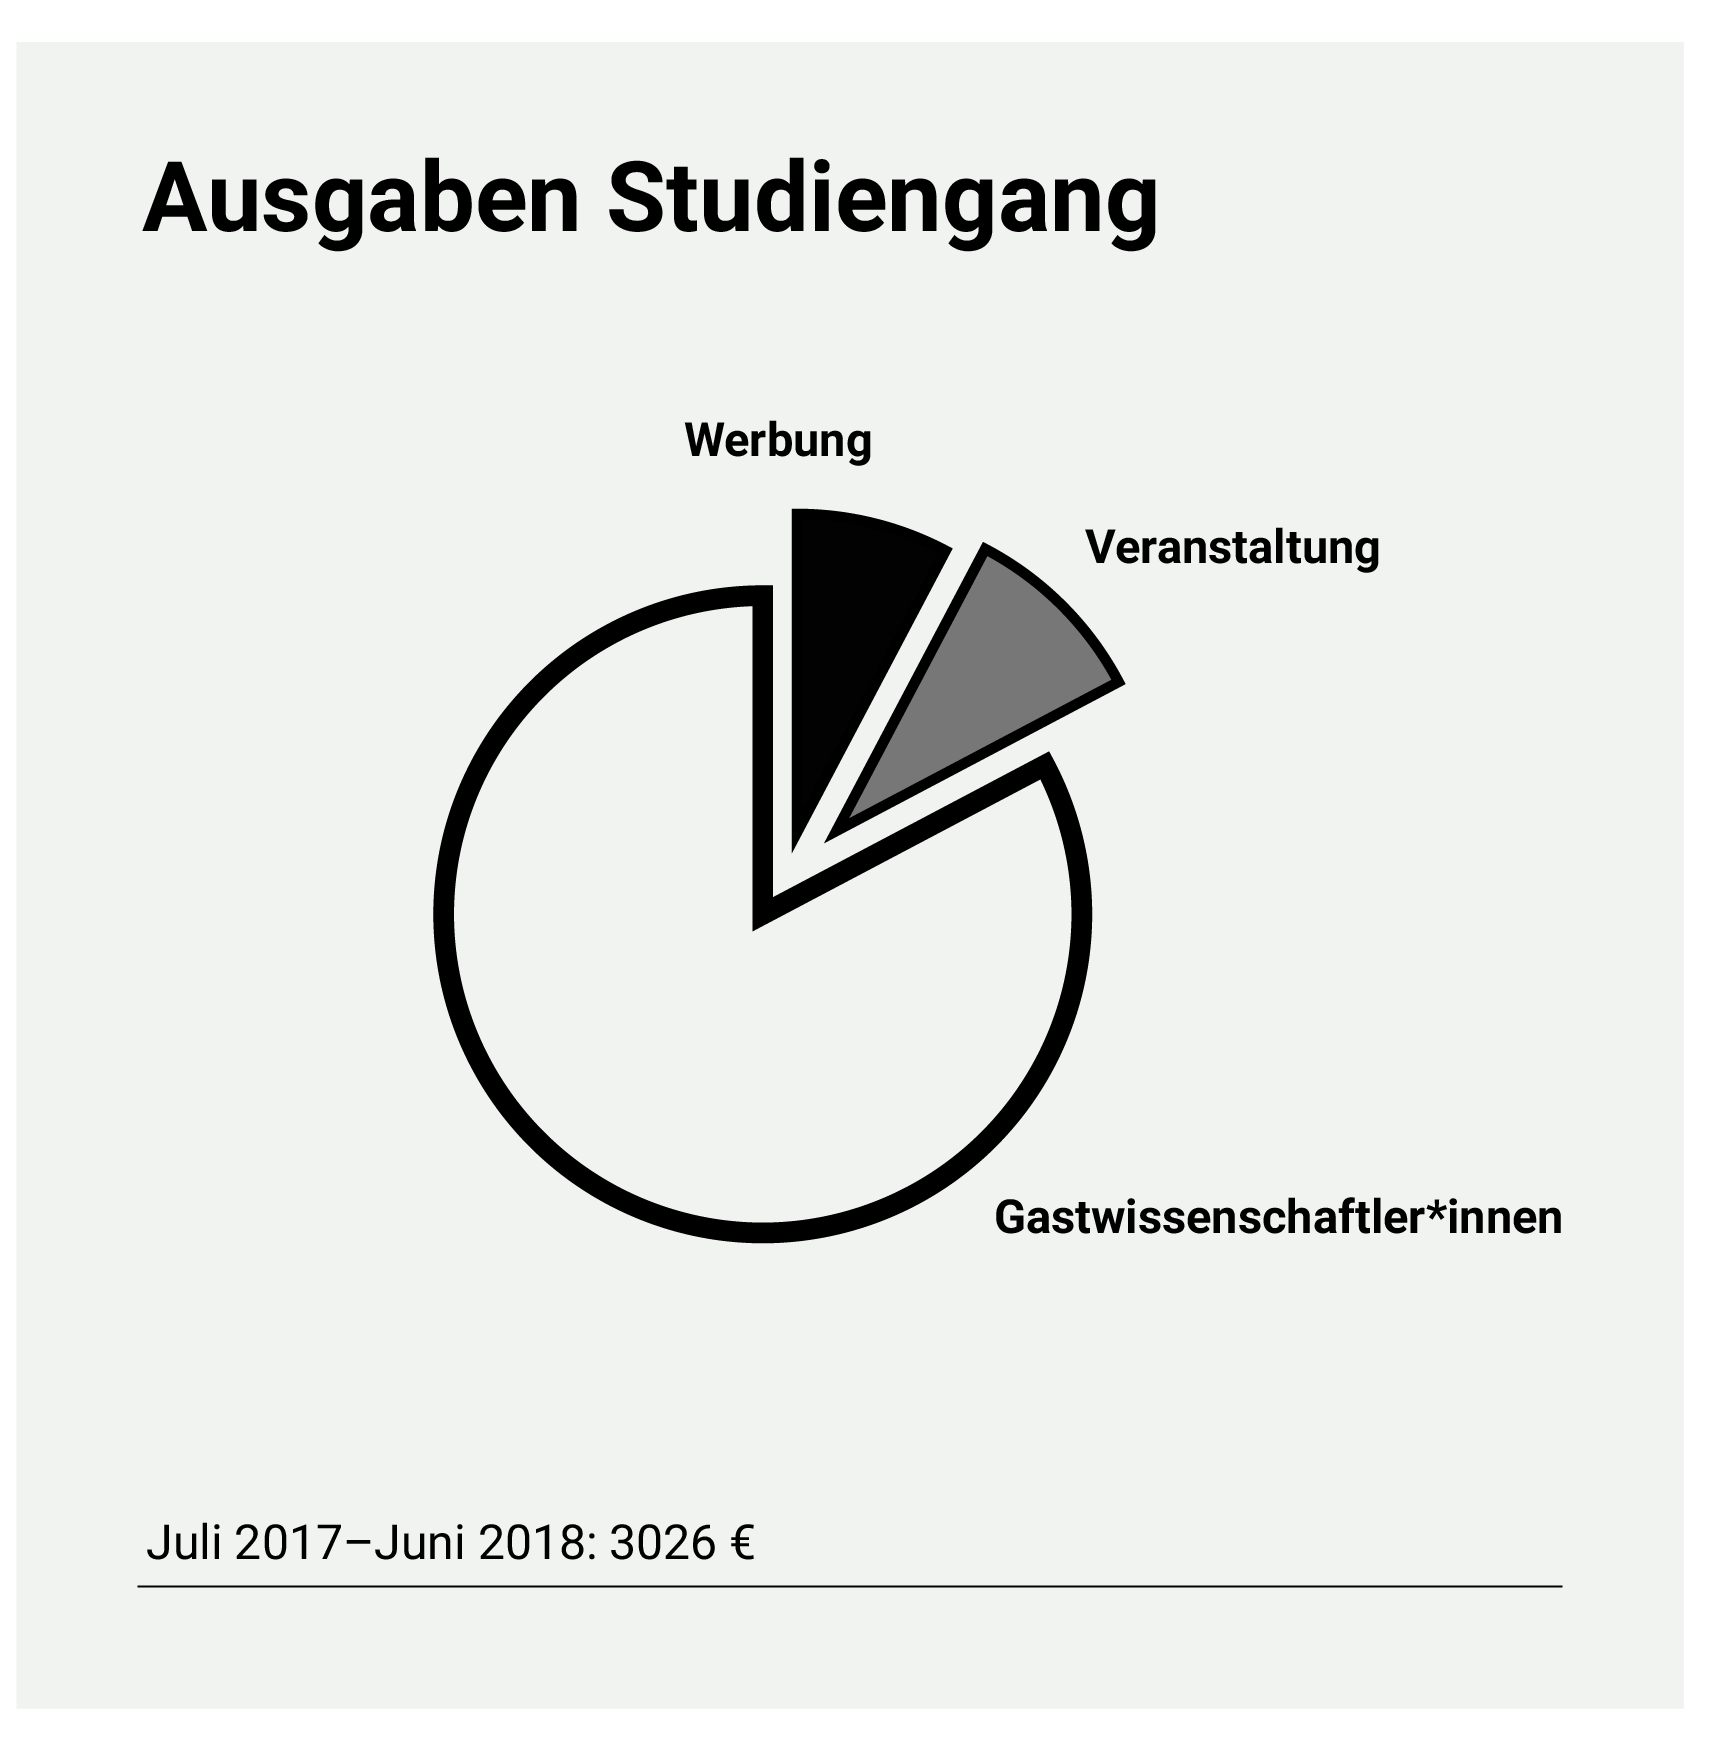 Ausgaben Studiengang
Werbung
Veranstaltung
Gastwissenschaftler*innen
Juli 2017–Juni 2018: 3026 €